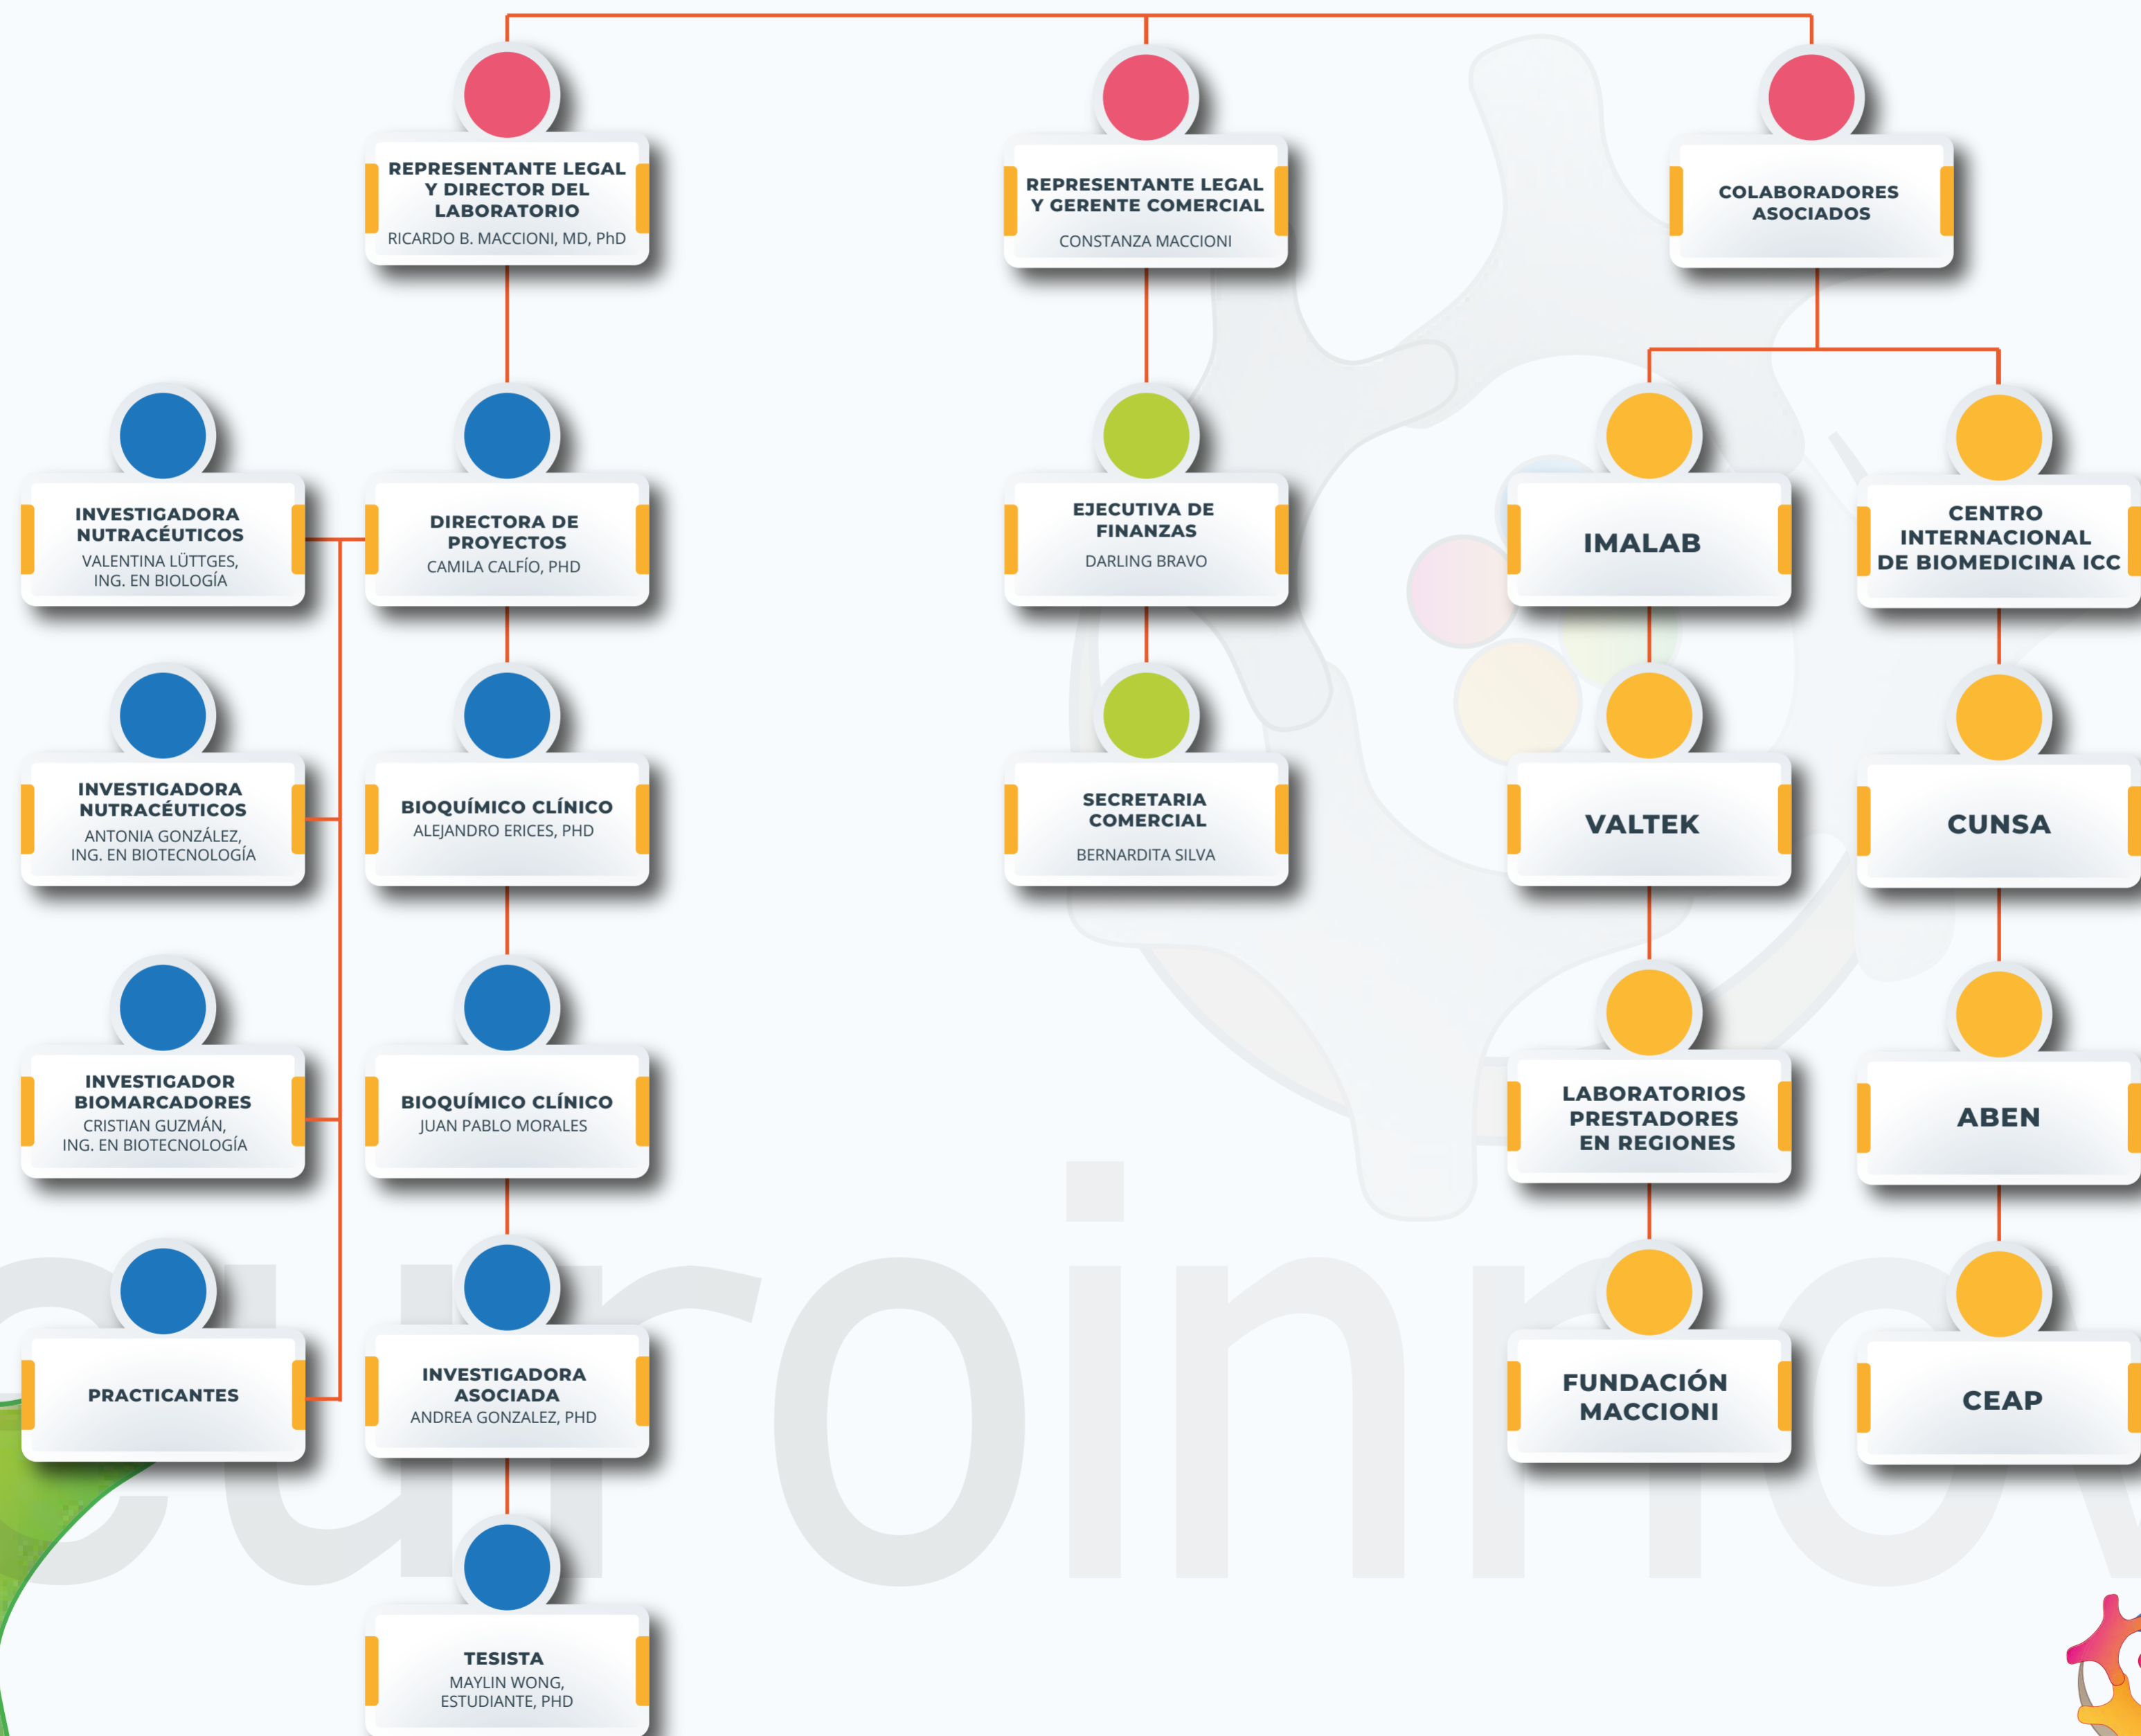 REPRESENTANTE LEGAL
Y DIRECTOR DEL
LABORATORIO
RICARDO B. MACCIONI, MD, PhD
REPRESENTANTE LEGAL
Y GERENTE COMERCIAL
CONSTANZA MACCIONI
COLABORADORES
ASOCIADOS
INVESTIGADORA
NUTRACÉUTICOS
VALENTINA LÜTTGES,
ING. EN BIOLOGÍA
DIRECTORA DE
PROYECTOS
CAMILA CALFÍO, PHD
EJECUTIVA DE
FINANZAS
DARLING BRAVO
IMALAB
CENTRO
INTERNACIONAL
DE BIOMEDICINA ICC
INVESTIGADORA
NUTRACÉUTICOS
ANTONIA GONZÁLEZ,
ING. EN BIOTECNOLOGÍA
BIOQUÍMICO CLÍNICO
ALEJANDRO ERICES, PHD
SECRETARIA
COMERCIAL
BERNARDITA SILVA
VALTEK
CUNSA
INVESTIGADOR
BIOMARCADORES
CRISTIAN GUZMÁN,
ING. EN BIOTECNOLOGÍA
BIOQUÍMICO CLÍNICO
JUAN PABLO MORALES
LABORATORIOS
PRESTADORES
EN REGIONES
ABEN
PRACTICANTES
INVESTIGADORA
ASOCIADA
ANDREA GONZALEZ, PHD
FUNDACIÓN
MACCIONI
CEAP
TESISTA
MAYLIN WONG,
ESTUDIANTE, PHD